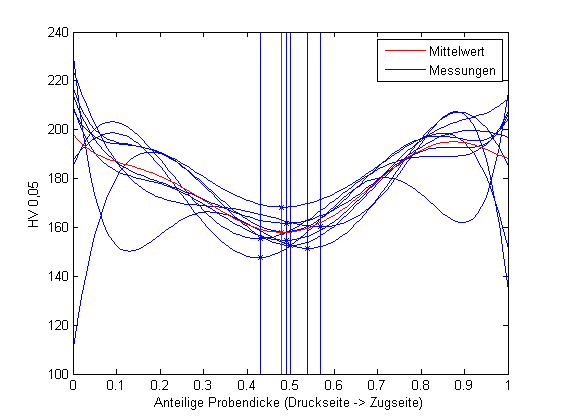 240
220
200
180
160
140
120
100
HV 0,05
Mittelwert
Messungen
0 0.1 0.2 0.3 0.4 0.5 0.6 0.7 0.8 0.9 1
Anteilige Probendicke (Druckseite -> Zugseite)